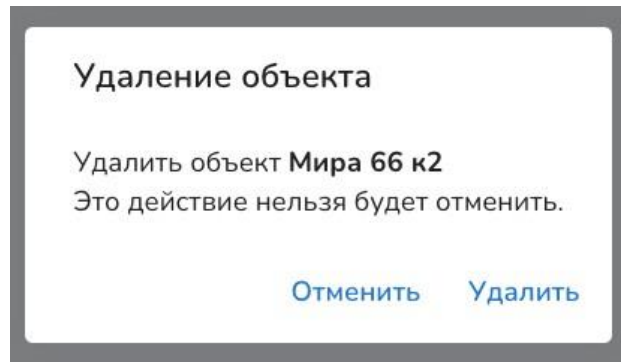 Удаление объекта
Удалить объект Мира 66 к2
Это действие нельзя будет отменить.
Отменить Удалить